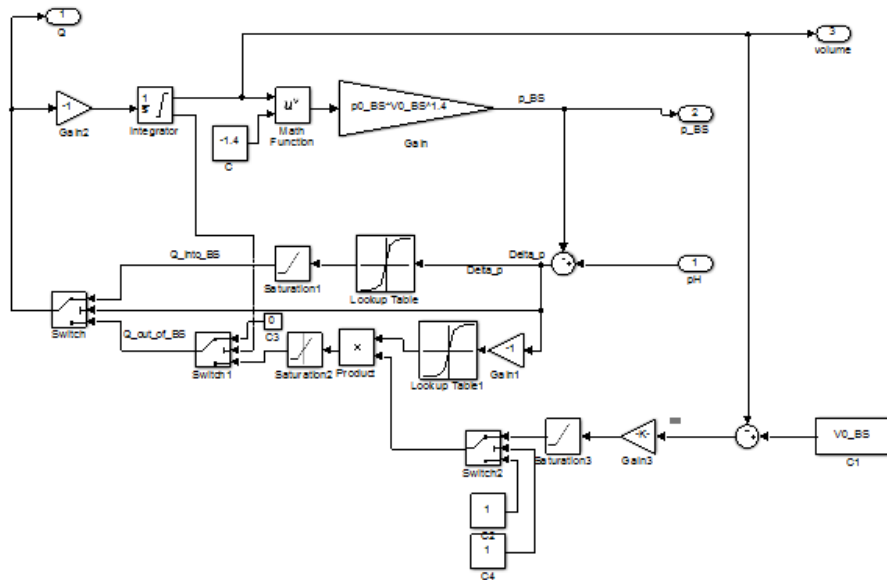 1
Q
3
volume
-1
Gain2
1
s
Integrator
u^v
Math
Function
-1.4
C
p0_BS*V0_BS^1.4
Gain
p_BS
2
p_BS
Q_into_BS
Saturation1
Lookup Table
Delta_p
Delta_p
1
pH
Switch
Q_out_of_BS
Switch1
0
C3
Saturation2
×
Product
Lookup Table1
-1
Gain1
Switch2
Saturation3
-K-
Gain3
V0_BS
C1
1
C2
1
C4